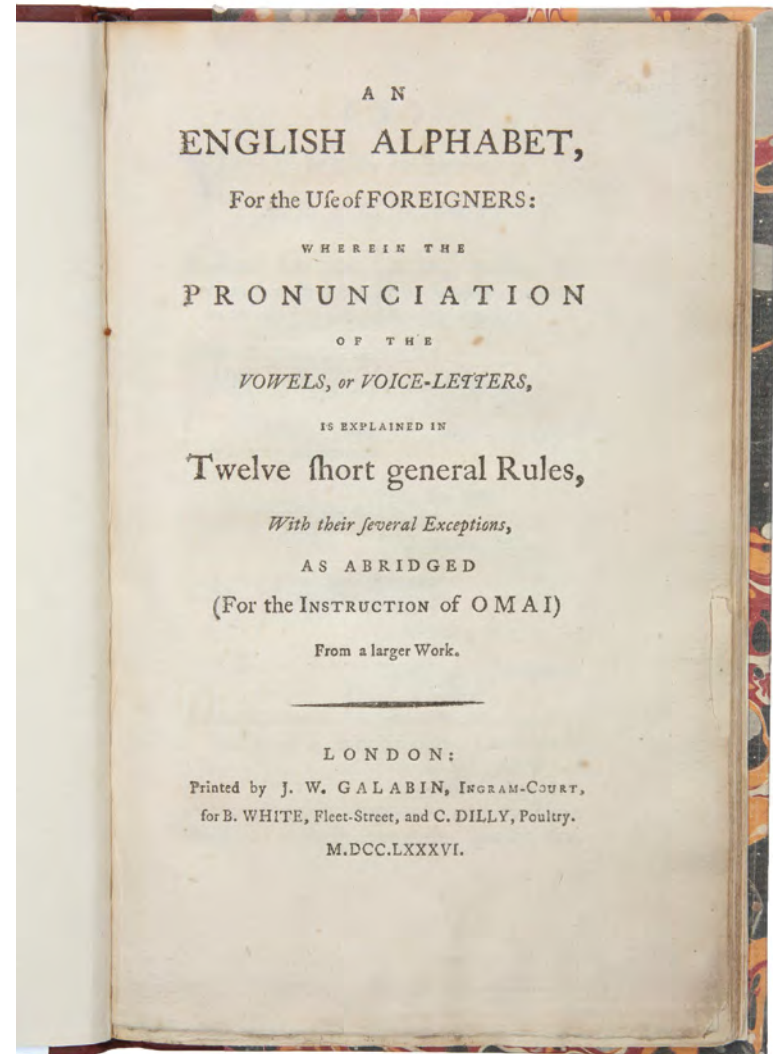 AN
ENGLISH ALPHABET,
For the Uſe of FOREIGNERS:
WHEREIN THE
PRONUNCIATION
OF THE
VOWELS, or VOICE-LETTERS,
IS EXPLAINED IN
Twelve ſhort general Rules,
With their ſeveral Exceptions,
AS ABRIDGED
(For the INSTRUCTION of OMAI)
From a larger Work.
LONDON:
Printed by J. W. GALABIN, INGRAM-COURT,
for B. WHITE, Fleet-Street, and C. DILLY, Poultry.
M.DCC.LXXXVI.